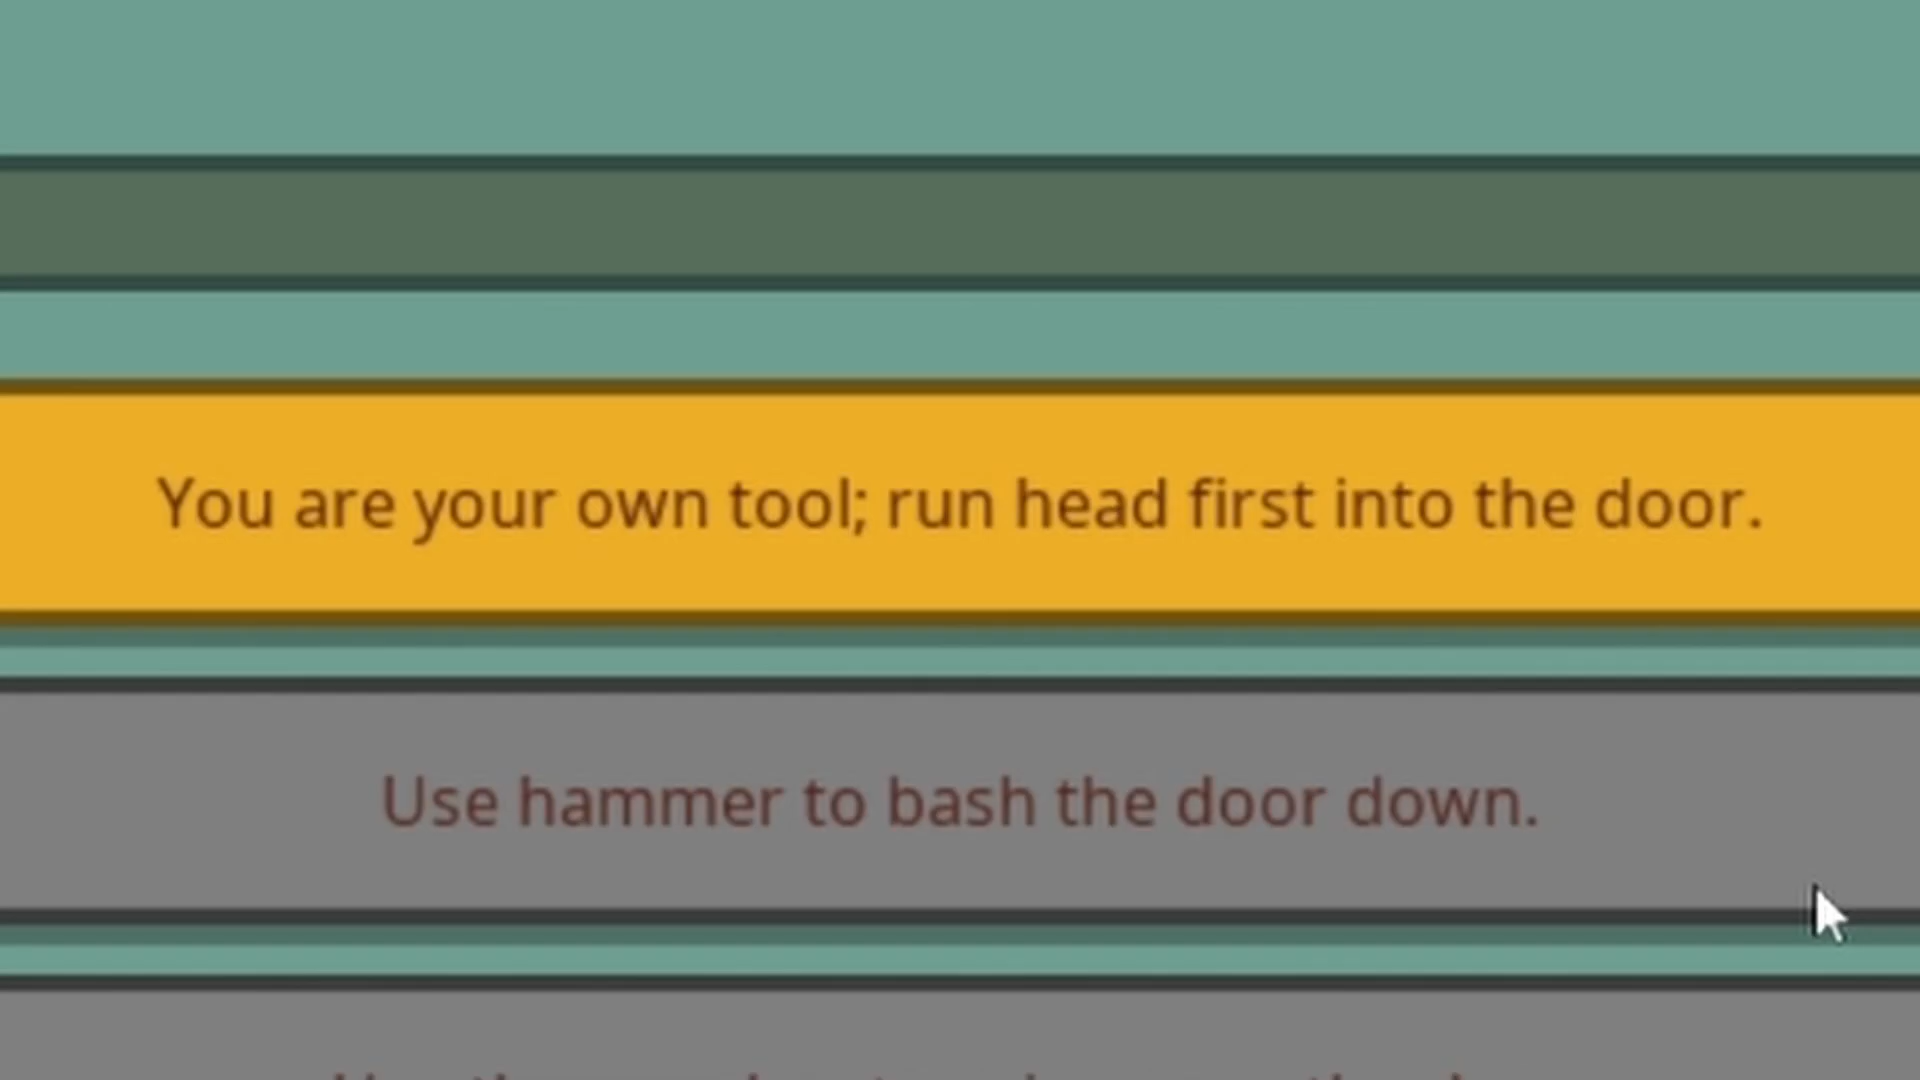 You are your own tool; run head first into the door.
Use hammer to bash the door down.